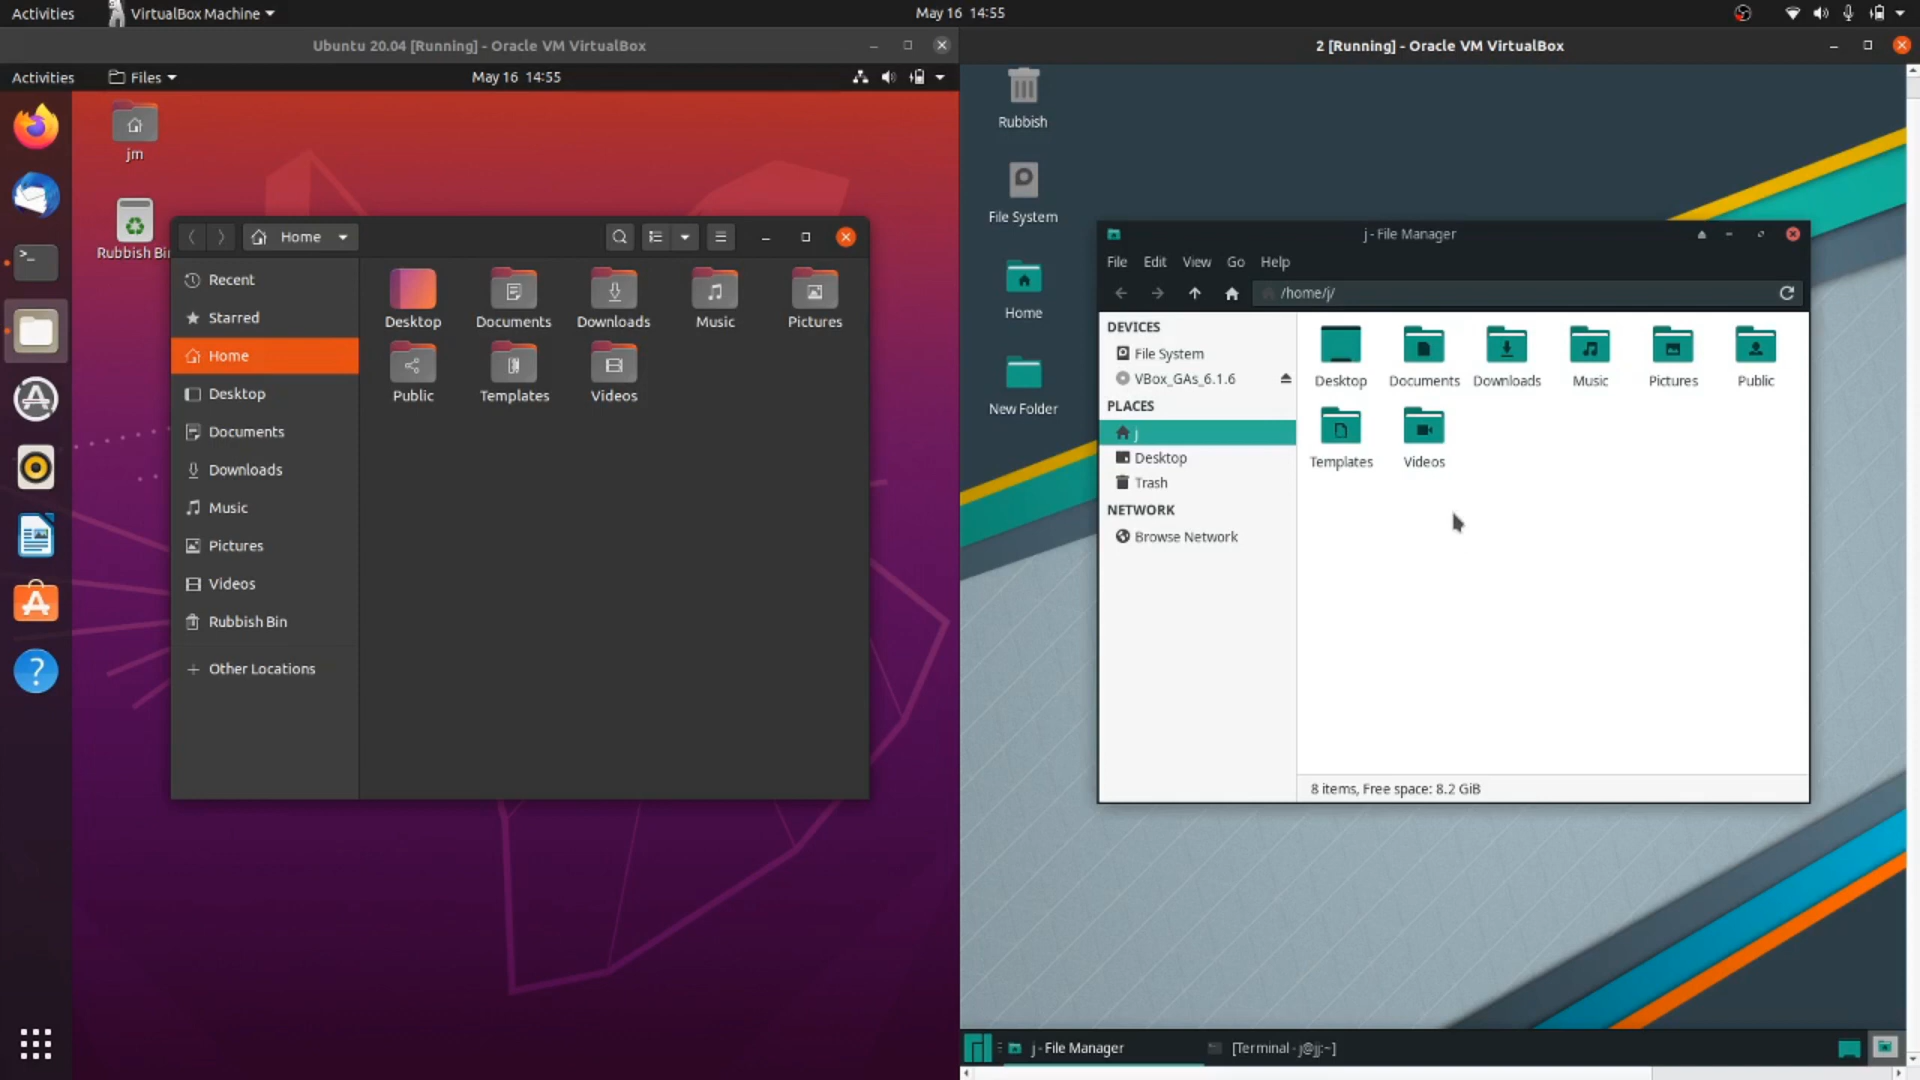 Activities VirtualBox Machine May 16 14:55
Ubuntu 20.04 [Running] - Oracle VM VirtualBox
Activities Files May 16 14:55
jm
Rubbish Bin
Home
Recent
Starred
Home
Desktop
Documents
Downloads
Music
Pictures
Videos
Rubbish Bin
Other Locations
Desktop Documents Downloads Music Pictures
Public Templates Videos
2 [Running] - Oracle VM VirtualBox
Rubbish
File System
Home
New Folder
j - File Manager
File Edit View Go Help
/home/j/
DEVICES
File System
VBox_GAs_6.1.6
PLACES
j
Desktop
Trash
NETWORK
Browse Network
Desktop Documents Downloads Music Pictures Public
Templates Videos
8 items, Free space: 8.2 GiB
j - File Manager [Terminal - j@jj:~]